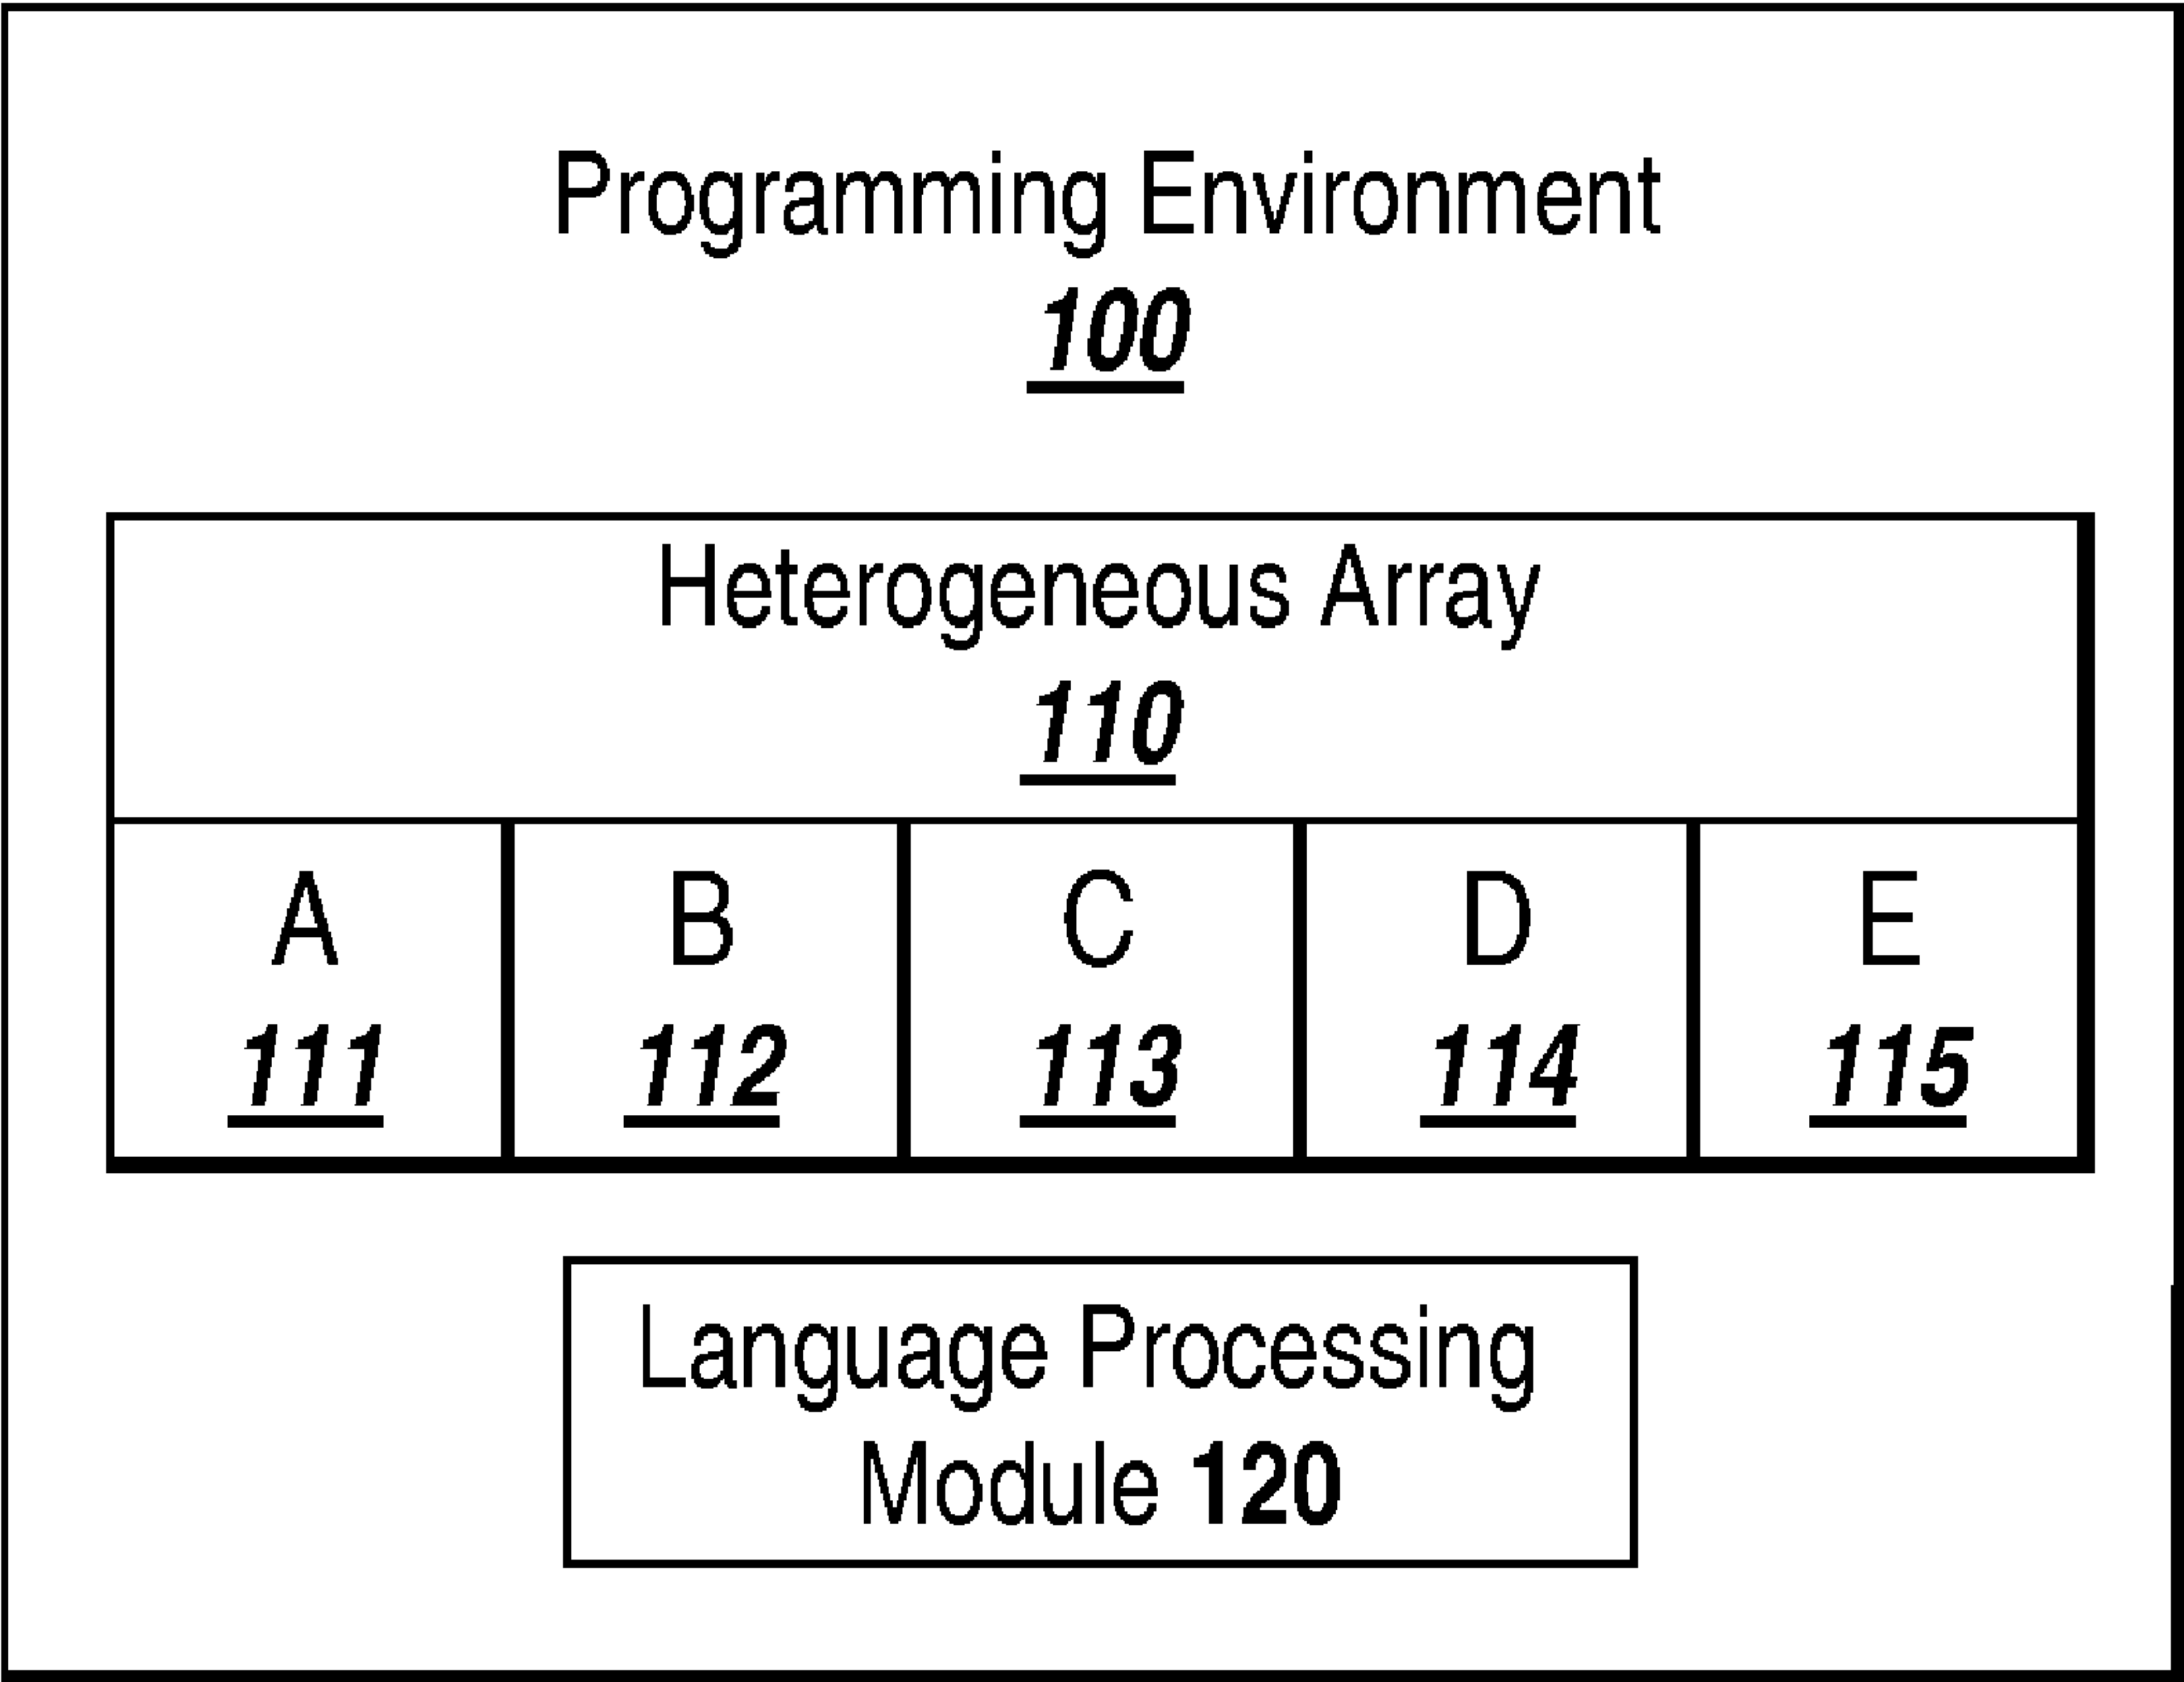 Programming Environment
100
Heterogeneous Array
110
A B C D E
111 112 113 114 115
Language Processing
Module 120